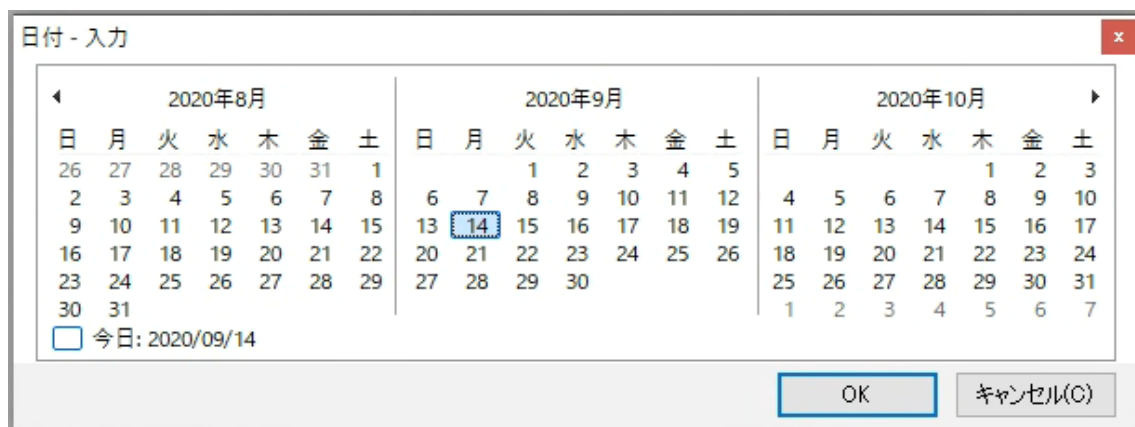 日付 - 入力
x
2020年8月 2020年9月 2020年10月
日 月 火 水 木 金 土 日 月 火 水 木 金 土 日 月 火 水 木 金 土
26 27 28 29 30 31 1 1 2 3 4 5 1 2 3
2 3 4 5 6 7 8 6 7 8 9 10 11 12 4 5 6 7 8 9 10
9 10 11 12 13 14 15 13 14 15 16 17 18 19 11 12 13 14 15 16 17
16 17 18 19 20 21 22 20 21 22 23 24 25 26 18 19 20 21 22 23 24
23 24 25 26 27 28 29 27 28 29 30 25 26 27 28 29 30 31
30 31 1 2 3 4 5 6 7
今日: 2020/09/14
OK キャンセル(C)